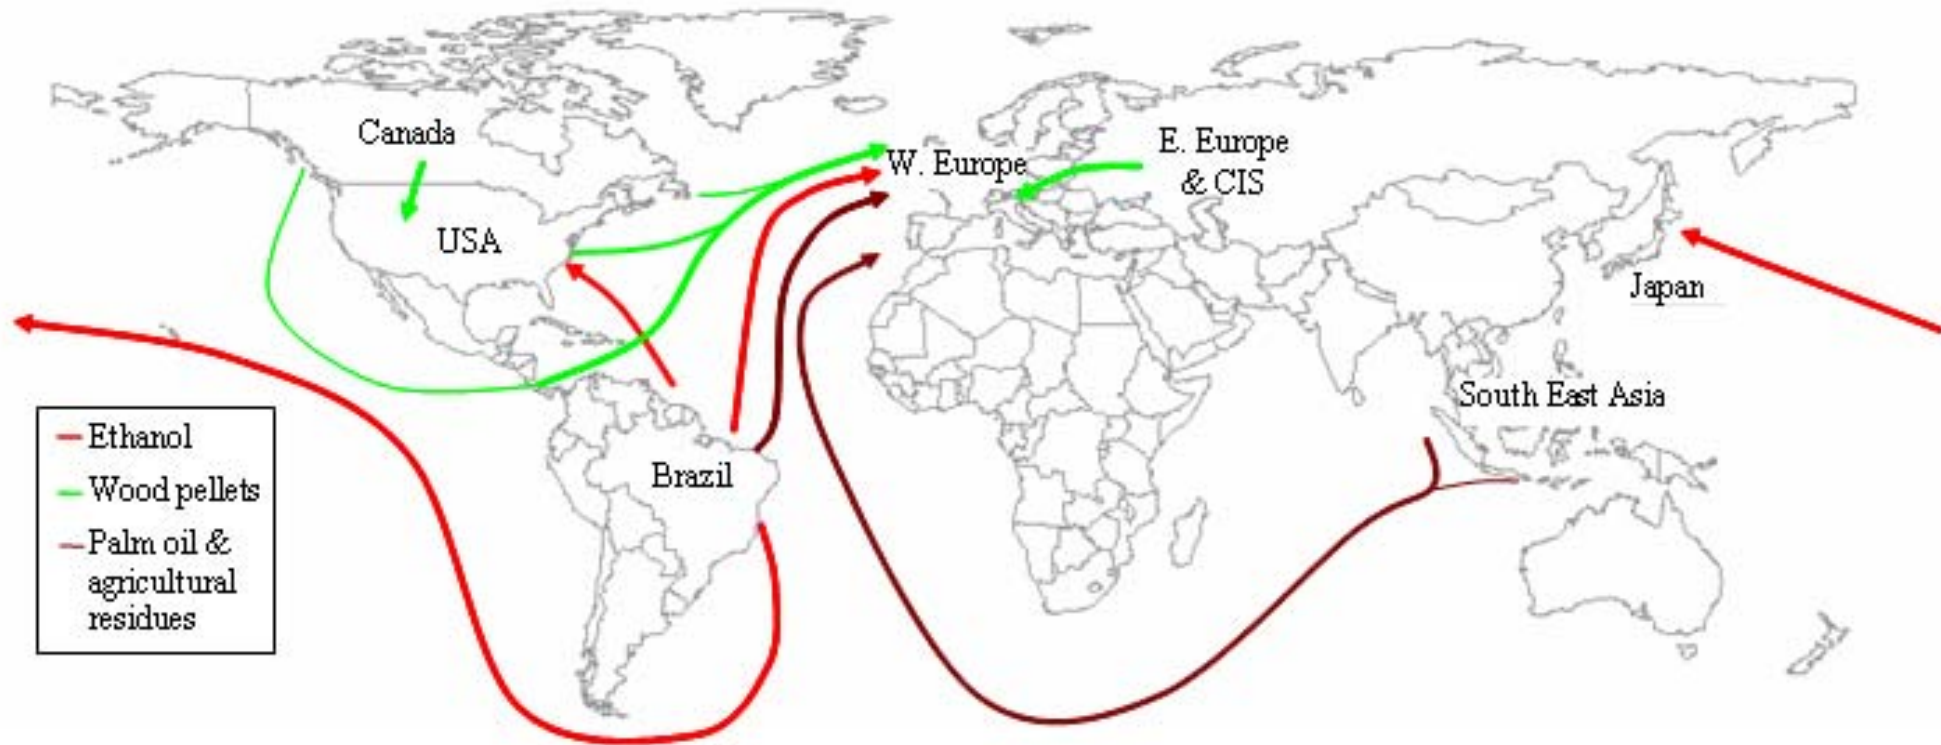 Canada
W. Europe
E. Europe
& CIS
USA
Japan
South East Asia
Brazil
Ethanol
Wood pellets
Palm oil &
agricultural
residues